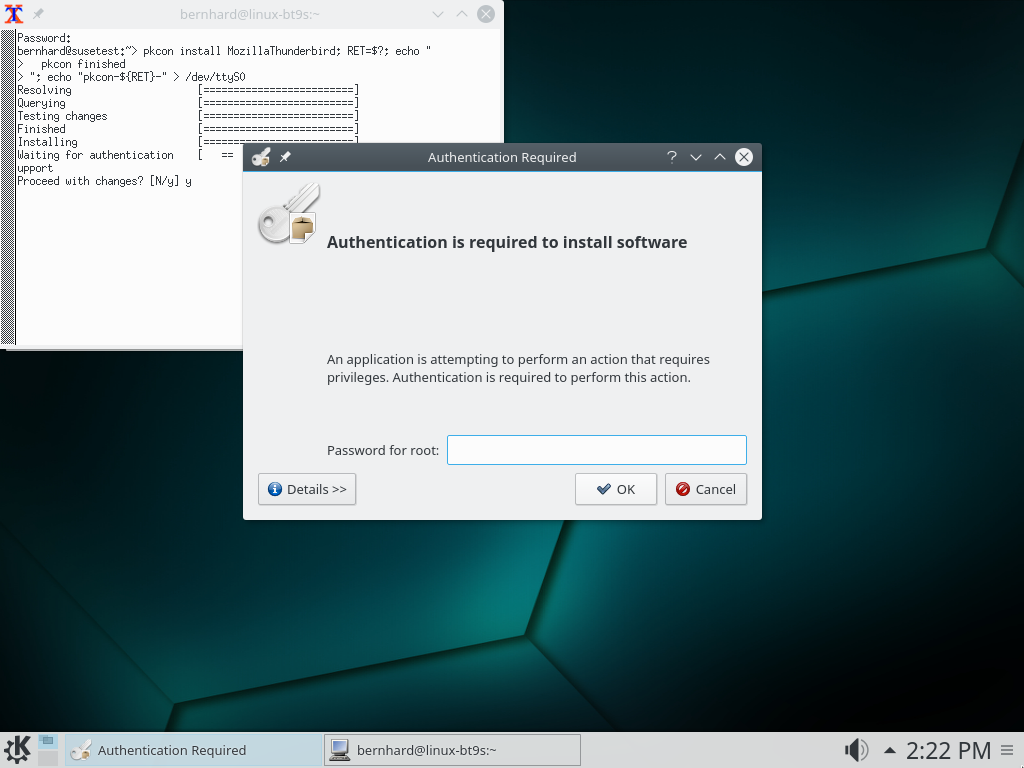 bernhard@linux-bt9s:~
Password:
bernhard@susetest:~> pkcon install MozillaThunderbird; RET=$?; echo "
>   pkcon finished
> "; echo "pkcon-${RET}-" > /dev/ttyS0
Resolving [=========================]
Querying [=========================]
Testing changes [=========================]
Finished [=========================]
Installing [=========================]
Waiting for authentication [   ==
upport
Proceed with changes? [N/y] y
Authentication Required
Authentication is required to install software
An application is attempting to perform an action that requires
privileges. Authentication is required to perform this action.
Password for root:
Details >>
OK
Cancel
Authentication Required
bernhard@linux-bt9s:~
2:22 PM